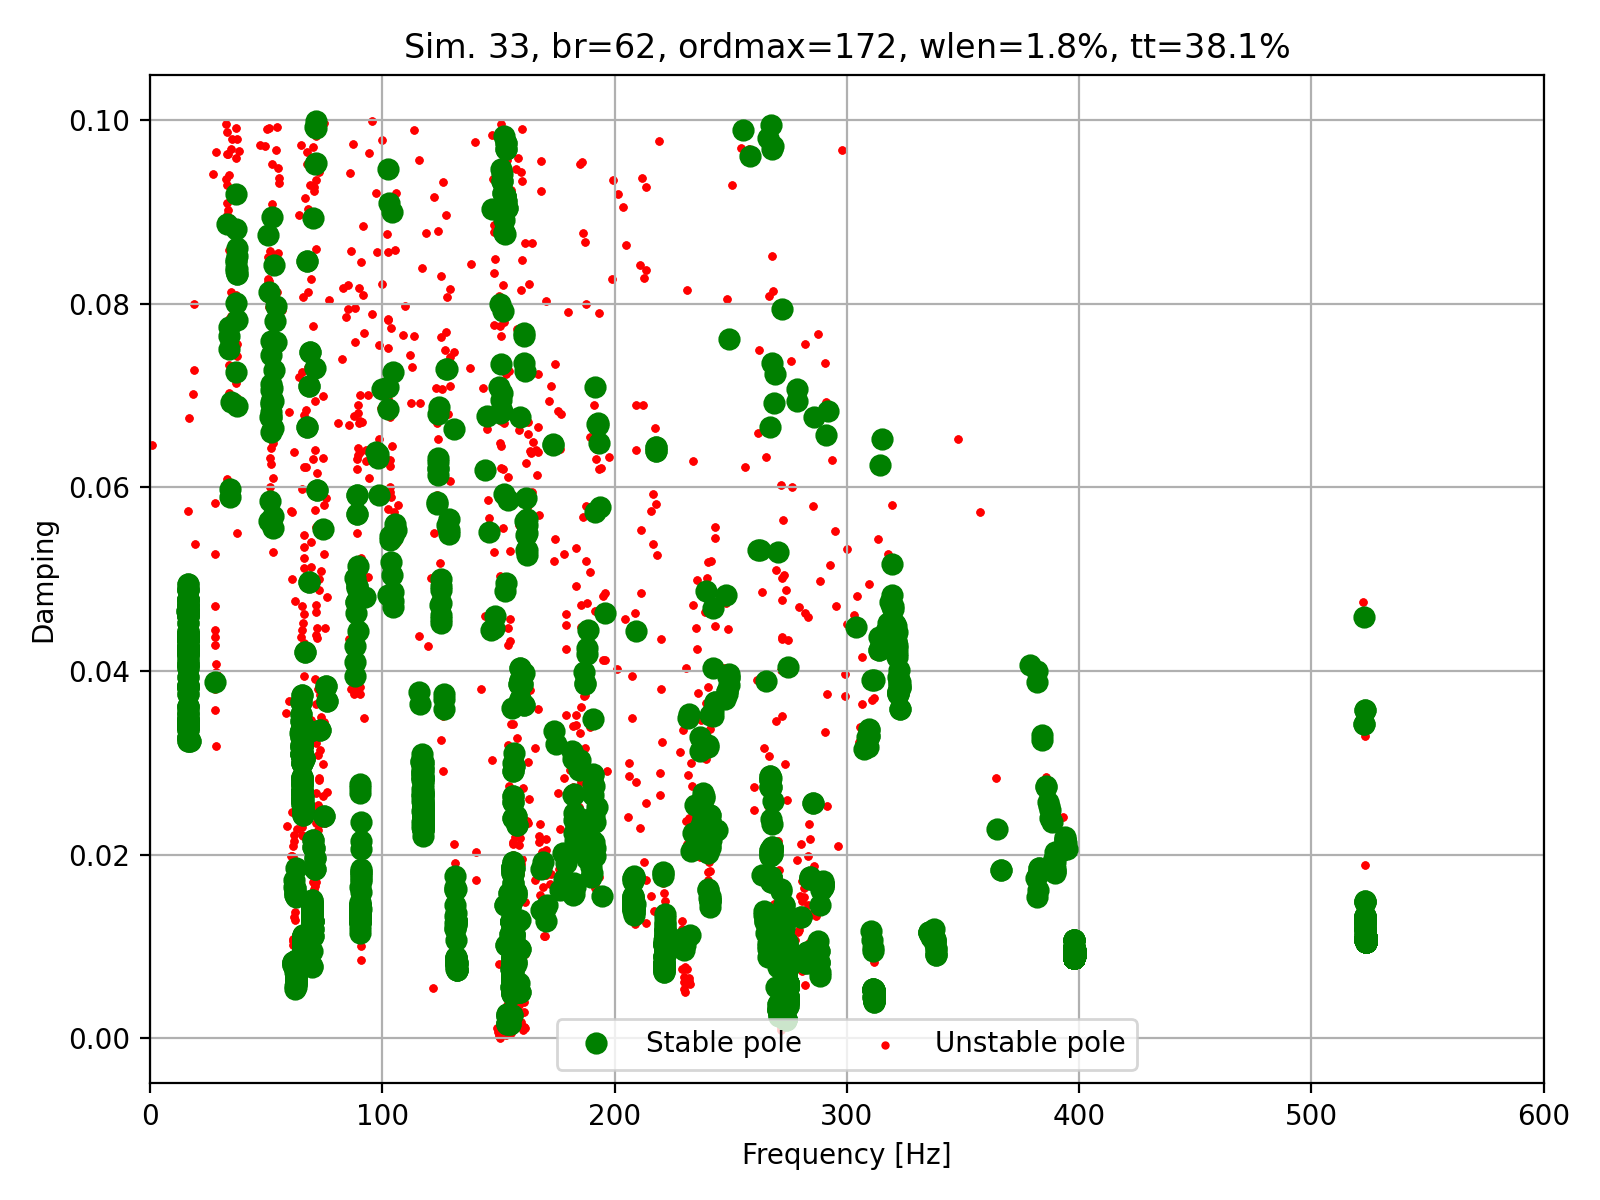 Sim. 33, br=62, ordmax=172, wlen=1.8%, tt=38.1%
0.10
0.08
0.06
0.04
0.02
0.00
Damping
Stable pole
Unstable pole
0
100
200
300
400
500
600
Frequency [Hz]